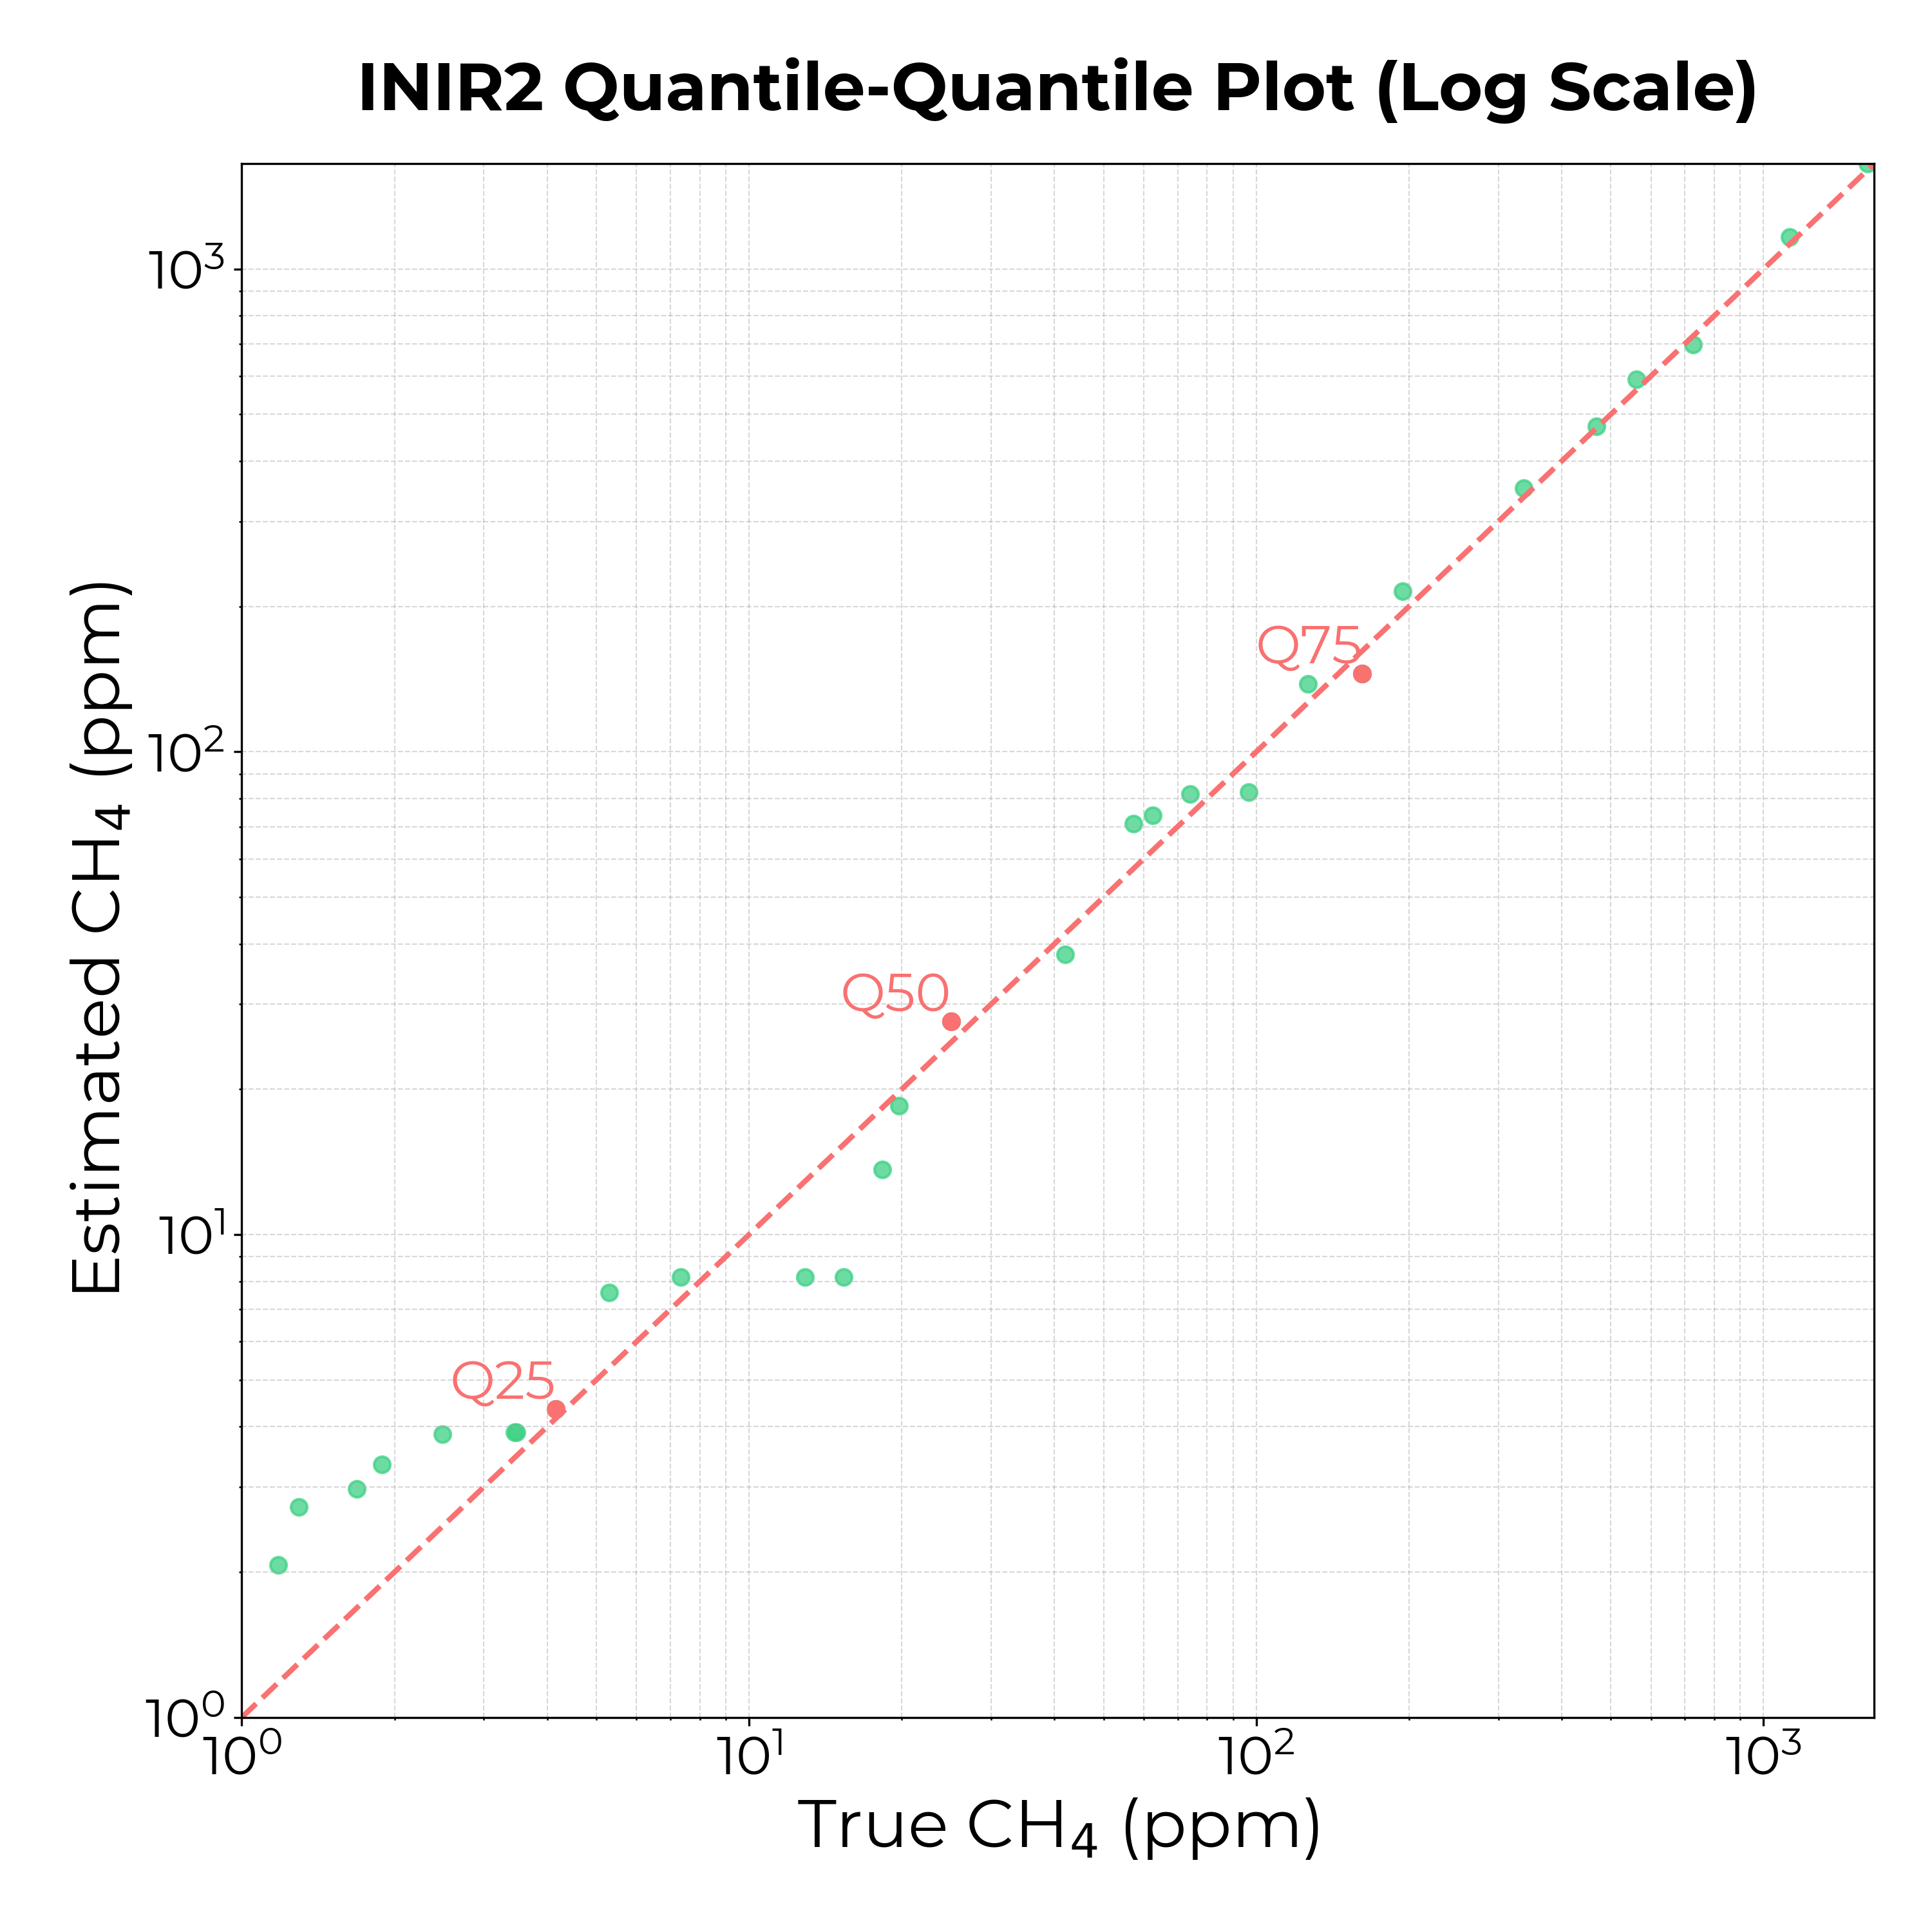 INIR2 Quantile-Quantile Plot (Log Scale)
Estimated CH₄ (ppm)
10³
10²
10¹
10⁰
Q75
Q50
Q25
10⁰ 10¹ 10² 10³
True CH₄ (ppm)